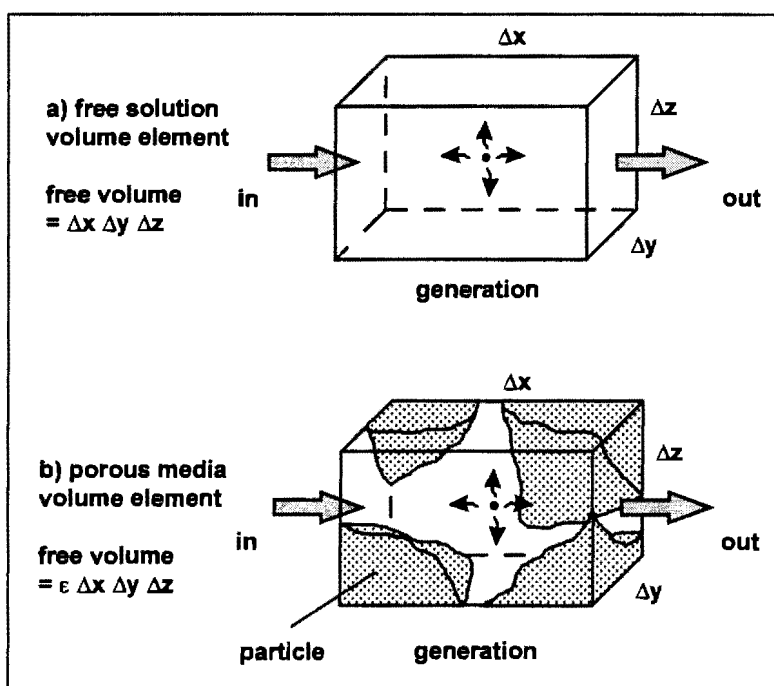 Δx
a) free solution
volume element
Δz
free volume
= Δx Δy Δz
in
out
Δy
generation
Δx
b) porous media
volume element
Δz
free volume
= ε Δx Δy Δz
in
out
Δy
particle
generation